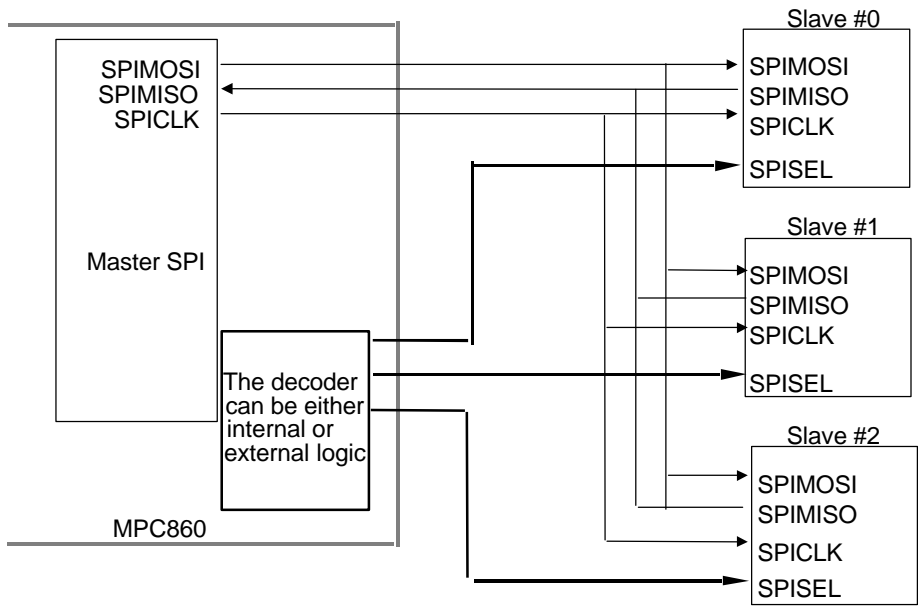 SPIMOSI
SPIMISO
SPICLK
Master SPI
The decoder
can be either
internal or
external logic
MPC860
Slave #0
SPIMOSI
SPIMISO
SPICLK
SPISEL
Slave #1
SPIMOSI
SPIMISO
SPICLK
SPISEL
Slave #2
SPIMOSI
SPIMISO
SPICLK
SPISEL